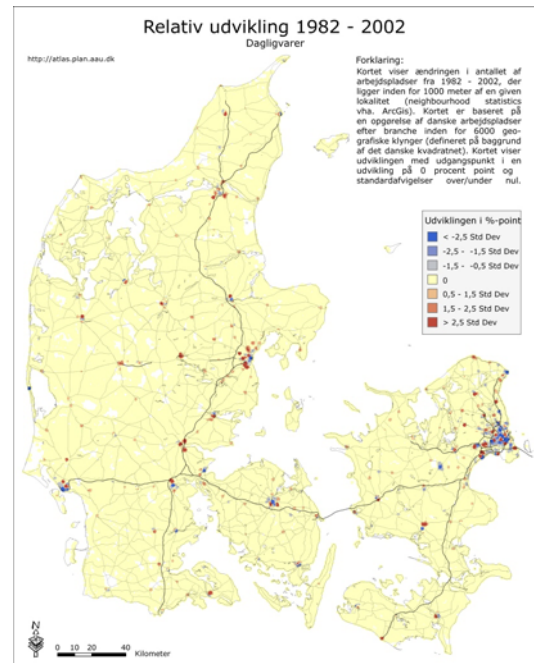 Relativ udvikling 1982 - 2002
Dagligvarer
http://atlas.plan.aau.dk
Forklaring:
Kortet viser ændringen i antallet af
arbejdspladser fra 1982 - 2002, der
ligger inden for 1000 meter af en given
lokalitet (neighbourhood statistics
vha. ArcGis). Kortet er baseret på
en opgørelse af danske arbejdspladser
efter branche inden for 6000 geo-
grafiske klynger (defineret på baggrund
af det danske kvadratnet). Kortet viser
udviklingen med udgangspunkt i en
udvikling på 0 procent point og
standardafvigelser over/under nul.
Udviklingen i %-point
< -2,5 Std Dev
-2,5 - -1,5 Std Dev
-1,5 - -0,5 Std Dev
0
0,5 - 1,5 Std Dev
1,5 - 2,5 Std Dev
> 2,5 Std Dev
N
0 10 20 40
Kilometer